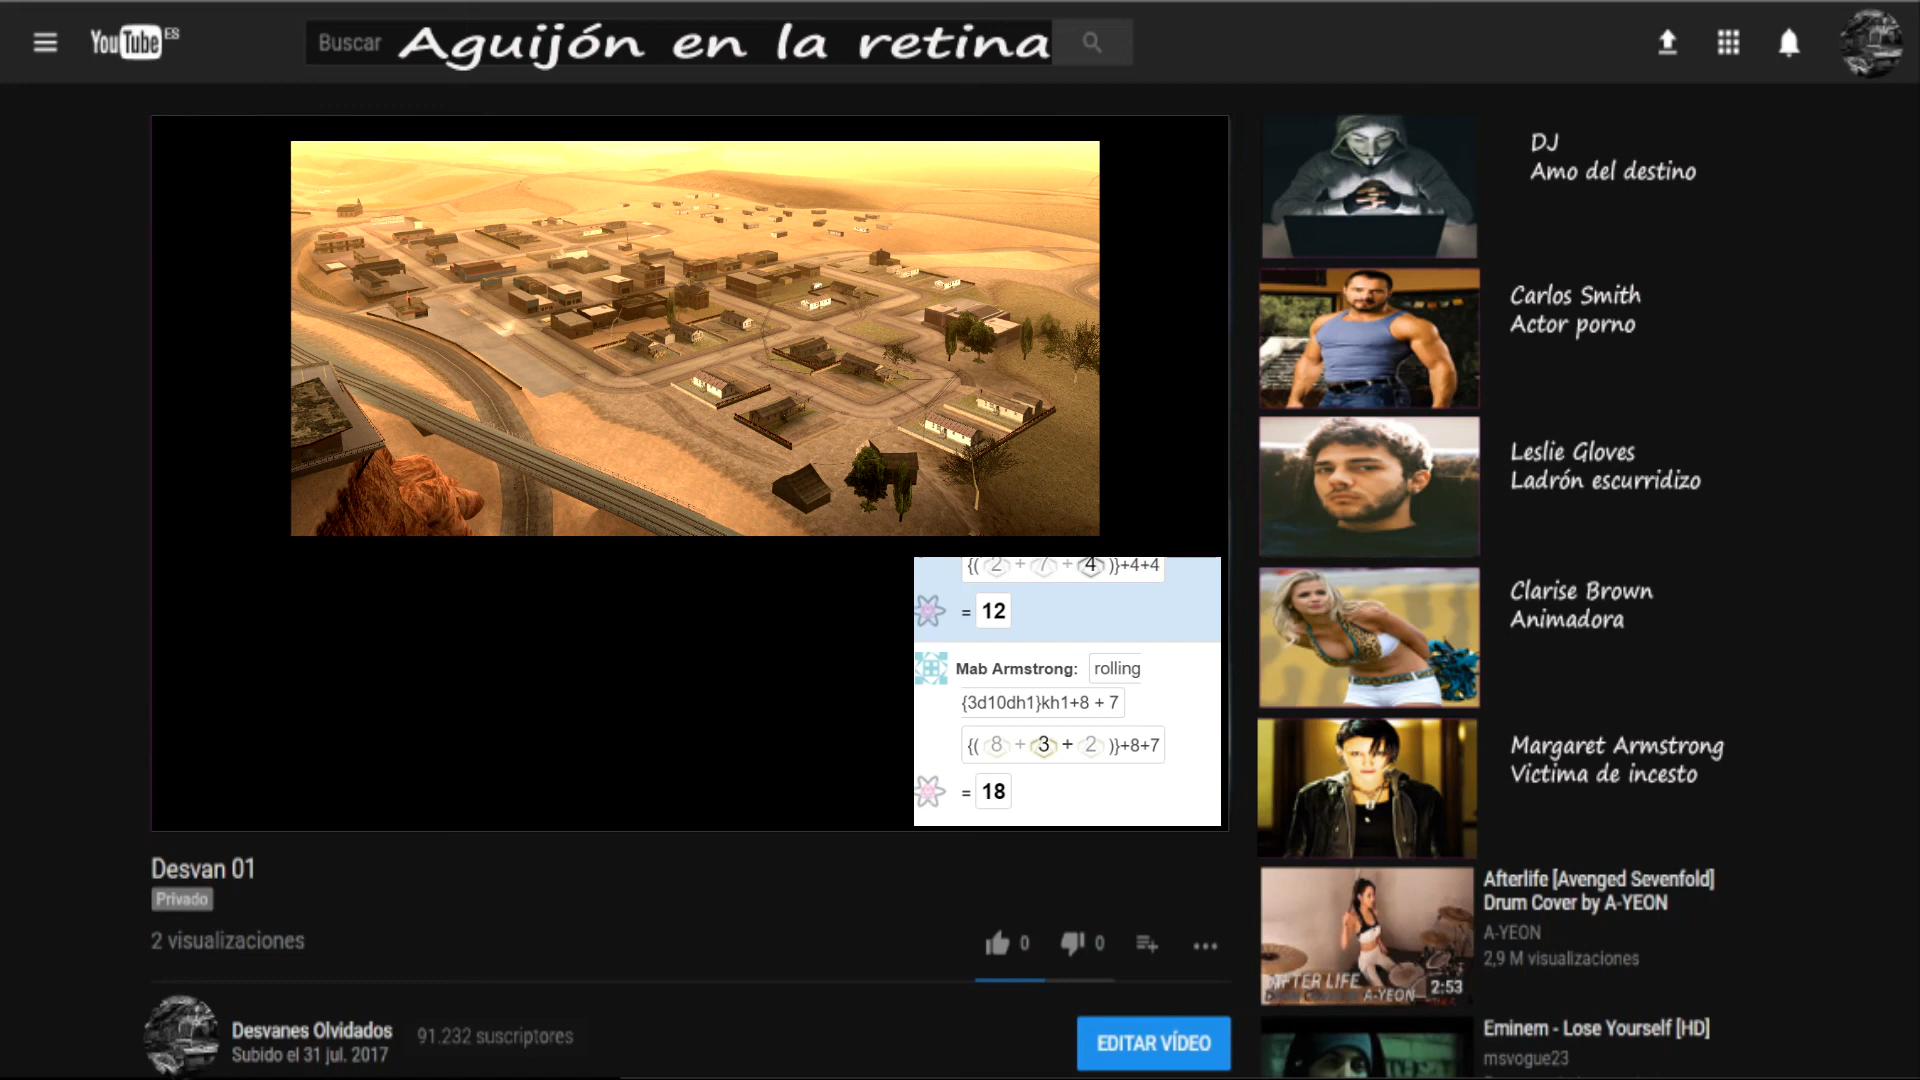 YouTube ES
Buscar
Aguijón en la retina
{( 2 + 7 + 4 )}+4+4
= 12
Mab Armstrong: rolling
{3d10dh1}kh1+8 + 7
{( 8 + 3 + 2 )}+8+7
= 18
Desvan 01
Privado
2 visualizaciones
0 0
Desvanes Olvidados
91.232 suscriptores
Subido el 31 jul. 2017
EDITAR VÍDEO
DJ
Amo del destino
Carlos Smith
Actor porno
Leslie Gloves
Ladrón escurridizo
Clarise Brown
Animadora
Margaret Armstrong
Victima de incesto
AFTER LIFE
A-YEON
2:53
Afterlife [Avenged Sevenfold]
Drum Cover by A-YEON
A-YEON
2,9 M visualizaciones
Eminem - Lose Yourself [HD]
msvogue23